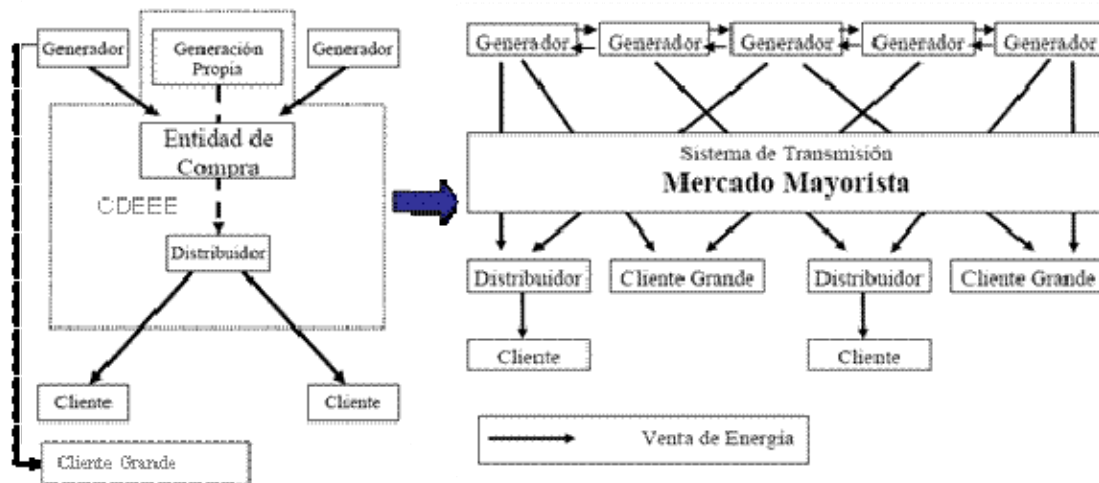 Generador
Generación
Propia
Generador
Entidad de
Compra
CDEEE
Distribuidor
Cliente
Cliente
Cliente Grande
Generador
Generador
Generador
Generador
Generador
Sistema de Transmisión
Mercado Mayorista
Distribuidor
Cliente Grande
Distribuidor
Cliente Grande
Cliente
Cliente
Venta de Energía